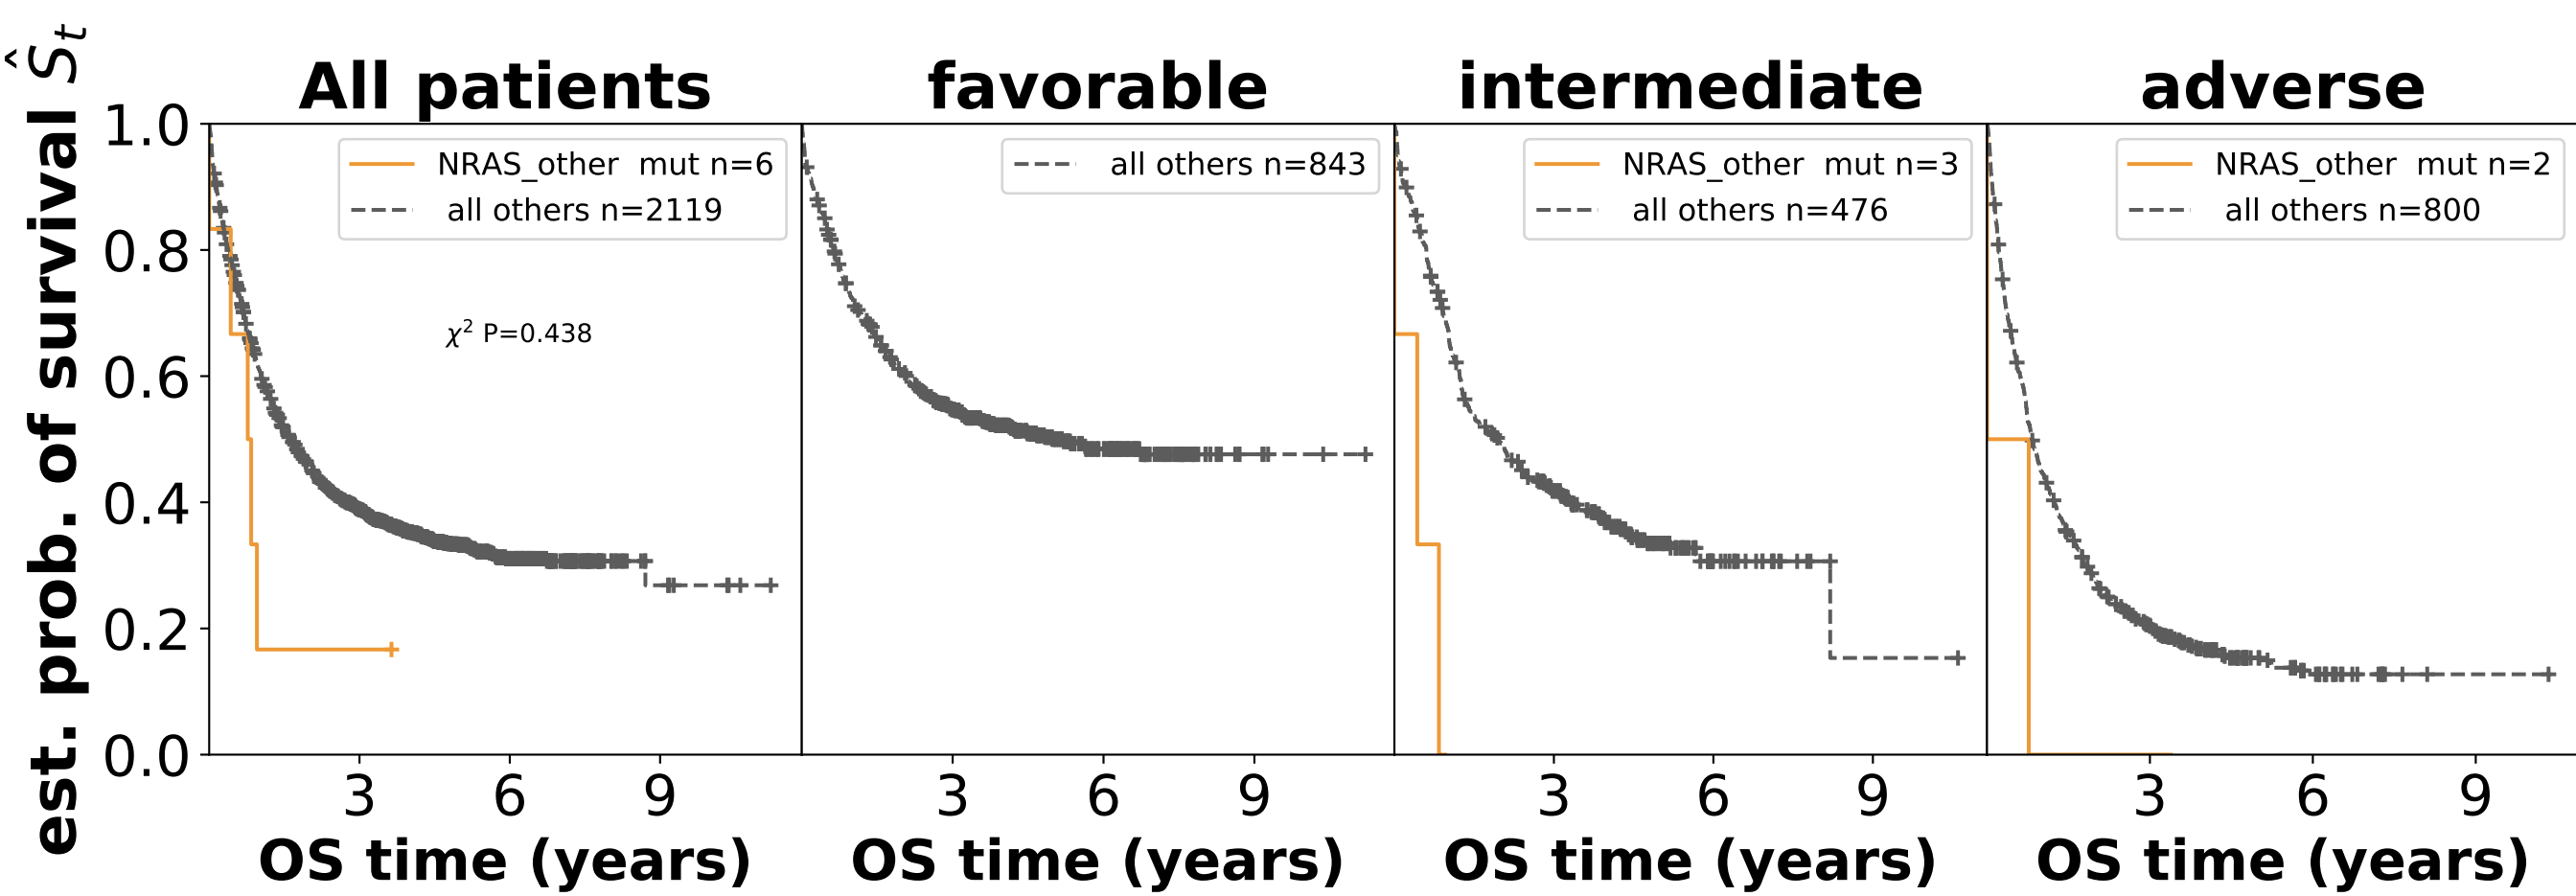 est. prob. of survival Ŝt
All patients
favorable
intermediate
adverse
1.0
0.8
0.6
0.4
0.2
0.0
NRAS_other mut n=6
all others n=2119
χ² P=0.438
all others n=843
NRAS_other mut n=3
all others n=476
NRAS_other mut n=2
all others n=800
3 6 9
3 6 9
3 6 9
3 6 9
OS time (years)
OS time (years)
OS time (years)
OS time (years)